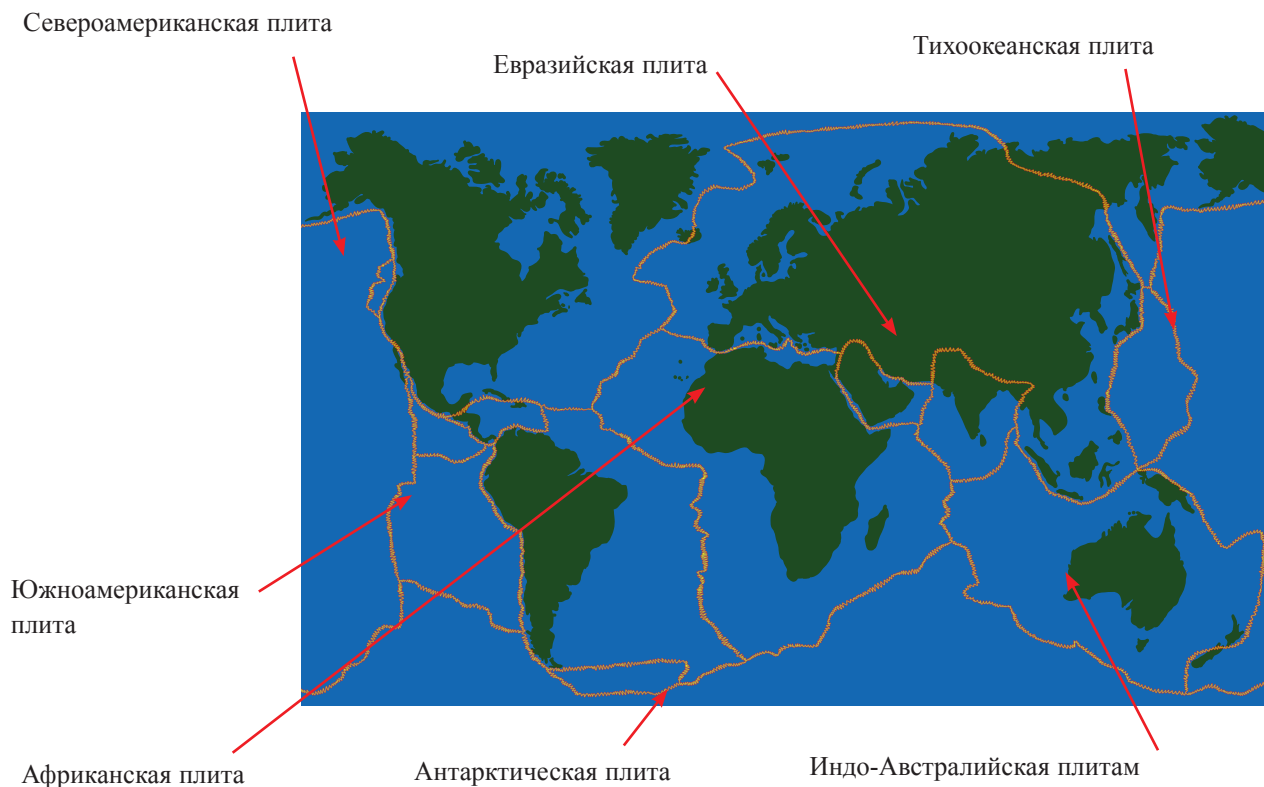 Североамериканская плита
Евразийская плита
Тихоокеанская плита
Южноамериканская
плита
Африканская плита
Антарктическая плита
Индо-Австралийская плитам